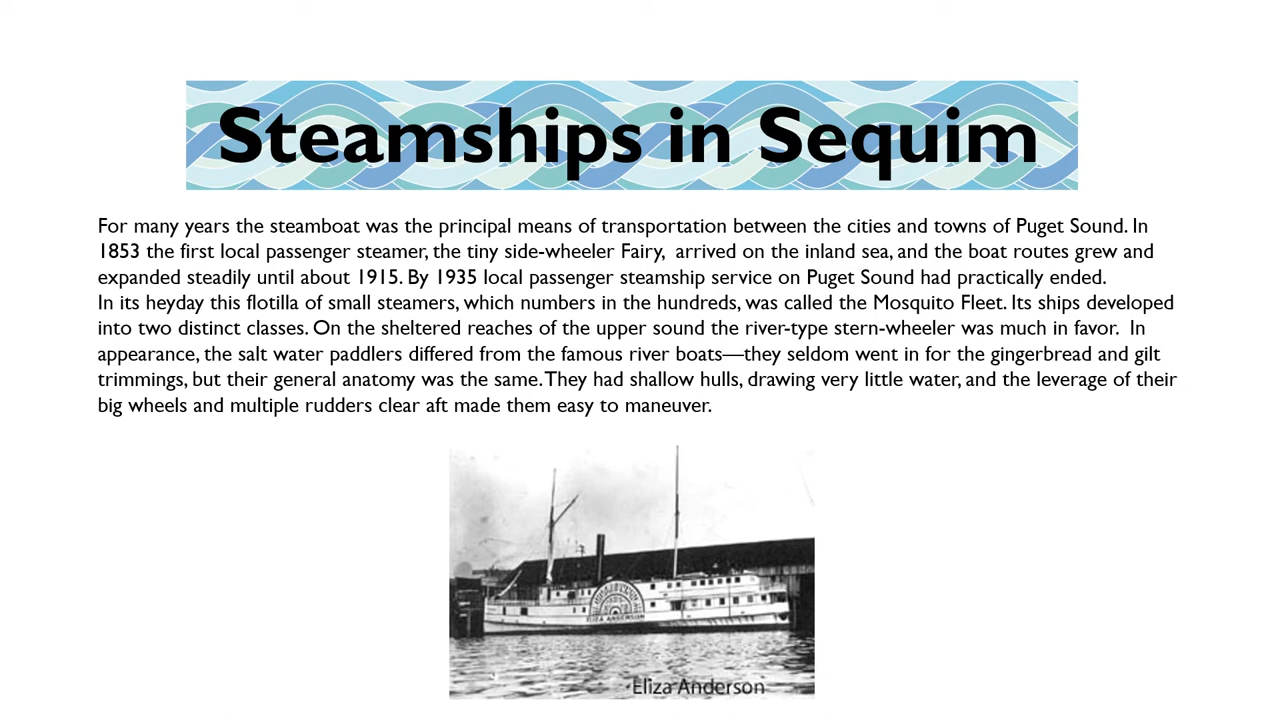 Steamships in Sequim
For many years the steamboat was the principal means of transportation between the cities and towns of Puget Sound. In
1853 the first local passenger steamer, the tiny side-wheeler Fairy,  arrived on the inland sea, and the boat routes grew and
expanded steadily until about 1915. By 1935 local passenger steamship service on Puget Sound had practically ended.
In its heyday this flotilla of small steamers, which numbers in the hundreds, was called the Mosquito Fleet. Its ships developed
into two distinct classes. On the sheltered reaches of the upper sound the river-type stern-wheeler was much in favor.  In
appearance, the salt water paddlers differed from the famous river boats—they seldom went in for the gingerbread and gilt
trimmings, but their general anatomy was the same. They had shallow hulls, drawing very little water, and the leverage of their
big wheels and multiple rudders clear aft made them easy to maneuver.
ELIZA ANDERSON
Eliza Anderson